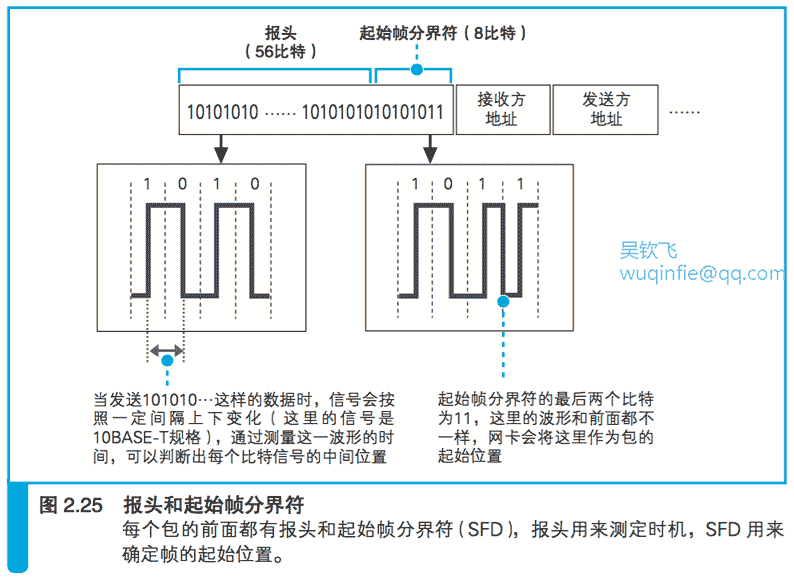 报头
(56比特)
起始帧分界符(8比特)
10101010 …… 1010101010101011
接收方
地址
发送方
地址
……
1 0 1 0
1 0 1 1
吴钦飞
wuqinfie@qq.com
当发送101010…这样的数据时，信号会按
照一定间隔上下变化(这里的信号是
10BASE-T规格)，通过测量这一波形的时
间，可以判断出每个比特信号的中间位置
起始帧分界符的最后两个比特
为11，这里的波形和前面都不
一样，网卡会将这里作为包的
起始位置
图 2.25 报头和起始帧分界符
每个包的前面都有报头和起始帧分界符(SFD)，报头用来测定时机，SFD 用来
确定帧的起始位置。